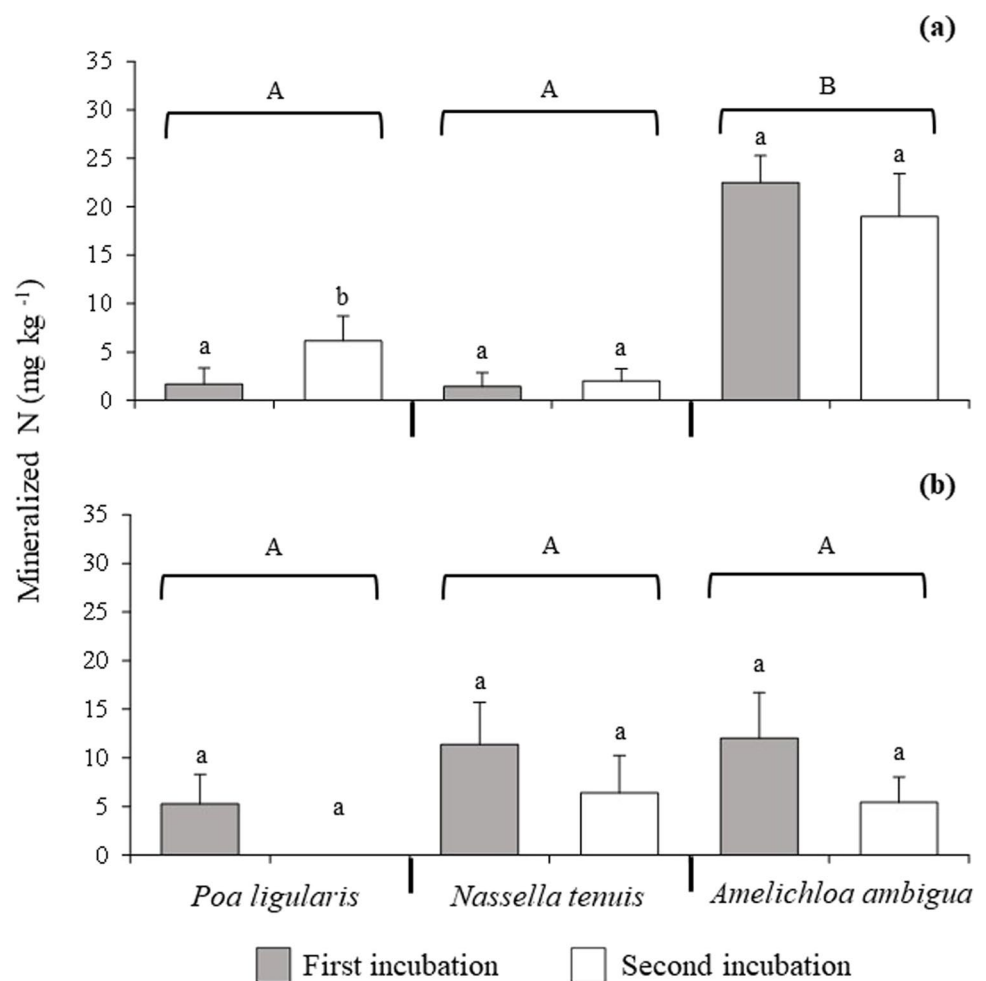 (a)
35
30
25
20
15
10
5
0
A
A
B
a
b
a
a
a
a
Mineralized N (mg kg -1)
(b)
35
30
25
20
15
10
5
0
A
A
A
a
a
a
a
a
a
Poa ligularis
Nassella tenuis
Amelichloa ambigua
First incubation
Second incubation